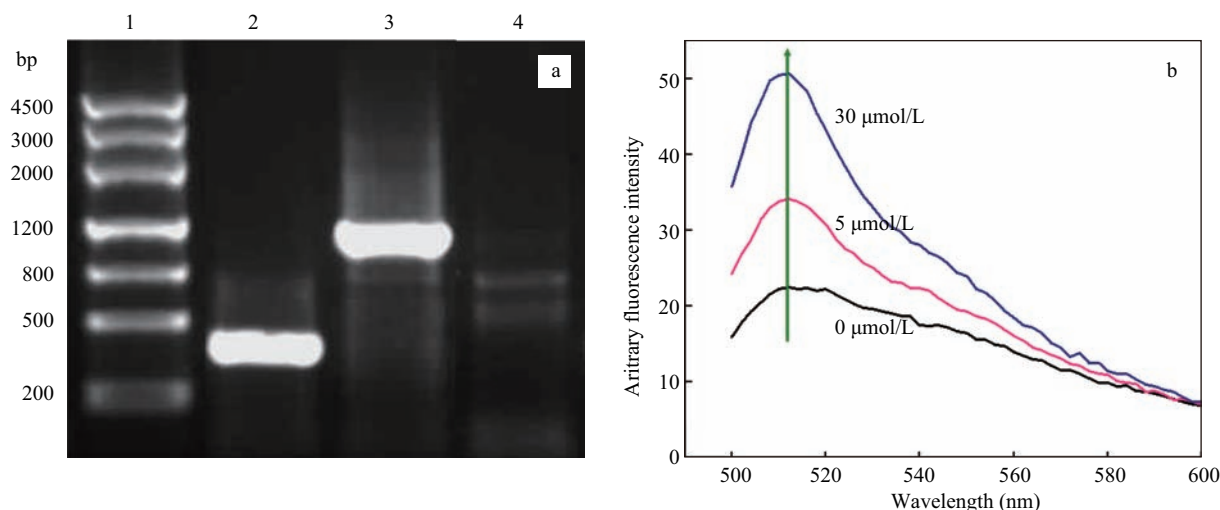 1 2 3 4
bp
a
4500
3000
2000
1200
800
500
200
b
50
40
30
20
10
0
Aritrary fluorescence intensity
30 μmol/L
5 μmol/L
0 μmol/L
500 520 540 560 580 600
Wavelength (nm)